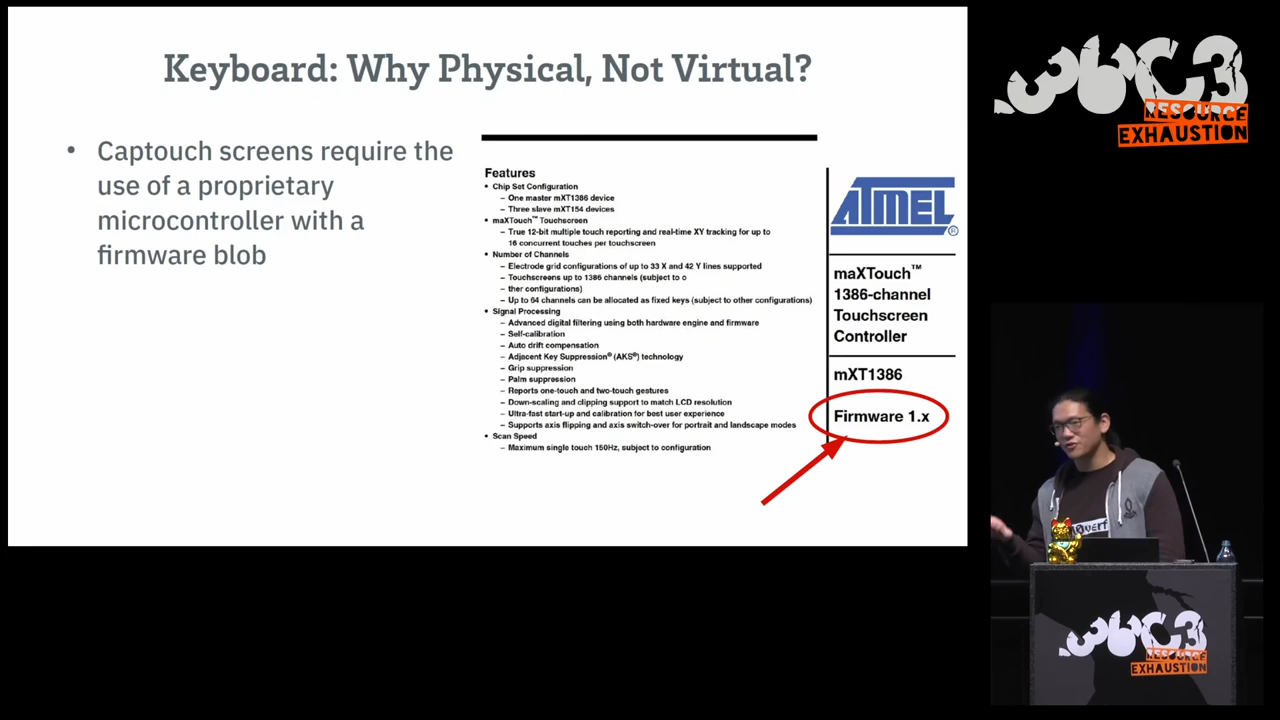 Keyboard: Why Physical, Not Virtual?
• Captouch screens require the
use of a proprietary
microcontroller with a
firmware blob
Features
• Chip Set Configuration
– One master mXT1386 device
– Three slave mXT154 devices
• maXTouch™ Touchscreen
– True 12-bit multiple touch reporting and real-time XY tracking for up to
16 concurrent touches per touchscreen
• Number of Channels
– Electrode grid configurations of up to 33 X and 42 Y lines supported
– Touchscreens up to 1386 channels (subject to o
– ther configurations)
– Up to 64 channels can be allocated as fixed keys (subject to other configurations)
• Signal Processing
– Advanced digital filtering using both hardware engine and firmware
– Self-calibration
– Auto drift compensation
– Adjacent Key Suppression® (AKS®) technology
– Grip suppression
– Palm suppression
– Reports one-touch and two-touch gestures
– Down-scaling and clipping support to match LCD resolution
– Ultra-fast start-up and calibration for best user experience
– Supports axis flipping and axis switch-over for portrait and landscape modes
• Scan Speed
– Maximum single touch 150Hz, subject to configuration
ATMEL®
maXTouch™
1386-channel
Touchscreen
Controller
mXT1386
Firmware 1.x
36C3
RESOURCE
EXHAUSTION
36C3
RESOURCE
EXHAUSTION